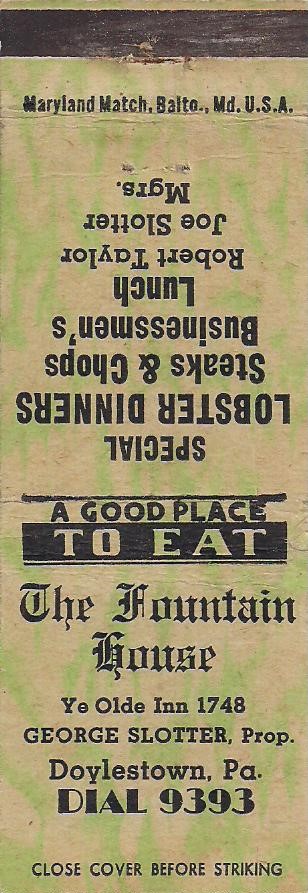 Maryland Match, Balto., Md. U.S.A.
SPECIAL
LOBSTER DINNERS
Steaks & Chops
Businessmen's
Lunch
Robert Taylor
Joe Slotter
Mgrs.
A GOOD PLACE
TO EAT
The Fountain
House
Ye Olde Inn 1748
GEORGE SLOTTER, Prop.
Doylestown, Pa.
DIAL 9393
CLOSE COVER BEFORE STRIKING